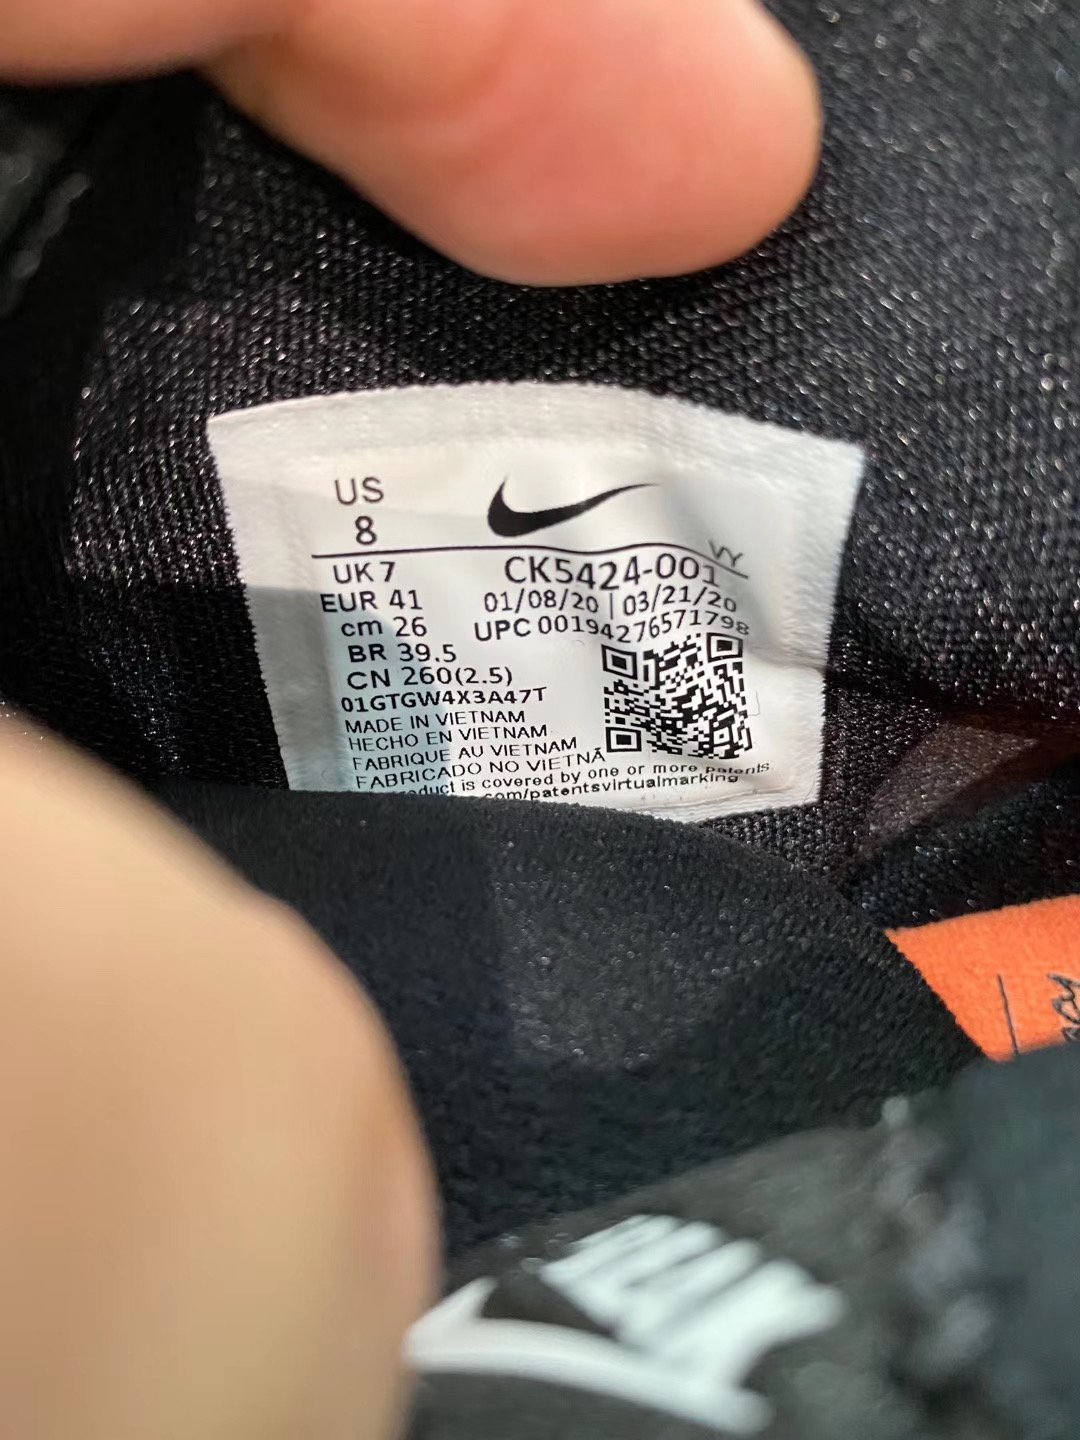 US
8
VY
UK 7
CK5424-001
EUR 41
01/08/20 | 03/21/20
cm 26
UPC 00194276571798
BR 39.5
CN 260(2.5)
01GTGW4X3A47T
MADE IN VIETNAM
HECHO EN VIETNAM
FABRIQUE AU VIETNAM
FABRICADO NO VIETNÃ
is covered by one or more patents
com/patentsvirtualmarking